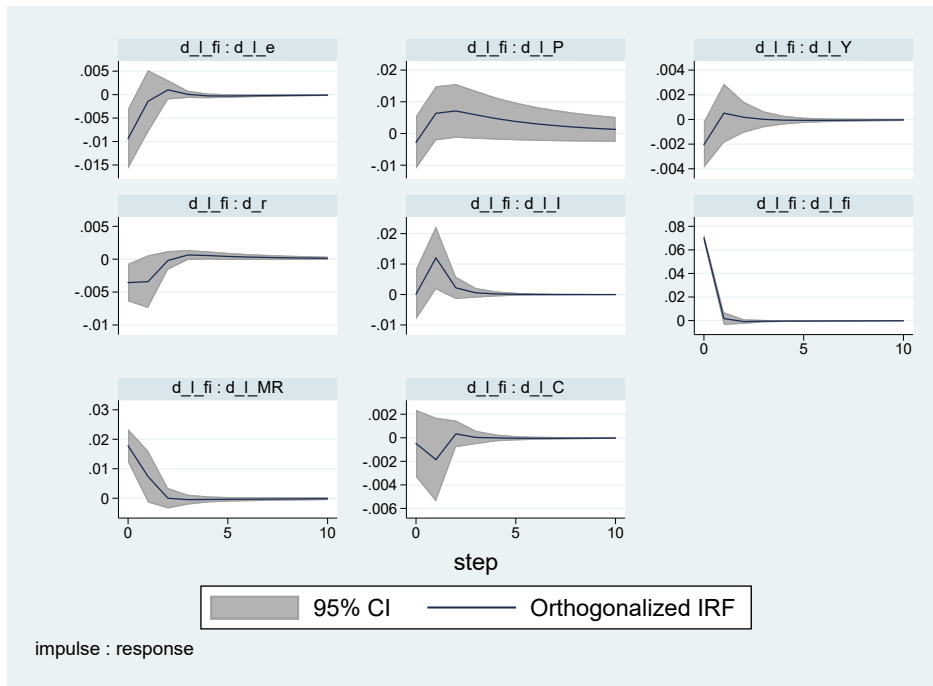 d_l_fi : d_l_e
d_l_fi : d_l_P
d_l_fi : d_l_Y
.005
0
-.005
-.01
-.015
.02
.01
0
-.01
.004
.002
0
-.002
-.004
d_l_fi : d_r
d_l_fi : d_l_I
d_l_fi : d_l_fi
.005
0
-.005
-.01
.02
.01
0
-.01
.08
.06
.04
.02
0
0 5 10
d_l_fi : d_l_MR
d_l_fi : d_l_C
.03
.02
.01
0
.002
0
-.002
-.004
-.006
0 5 10
0 5 10
step
95% CI Orthogonalized IRF
impulse : response